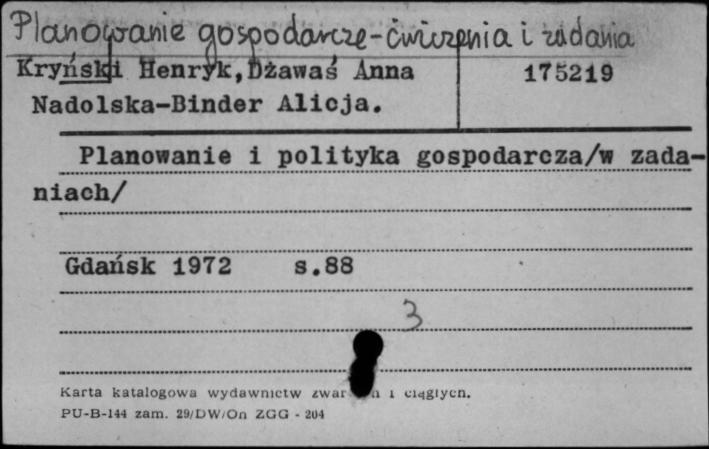 Planowanie gospodarcze - ćwiczenia i zadania
Kryński Henryk, Dżawaś Anna 175219
Nadolska-Binder Alicja.
Planowanie i polityka gospodarcza/w zada-
niach/
Gdańsk 1972 s.88
3
Karta katalogowa wydawnictw i ciągłych.
PU-B-144 zam. 29/DW/On ZGG - 204